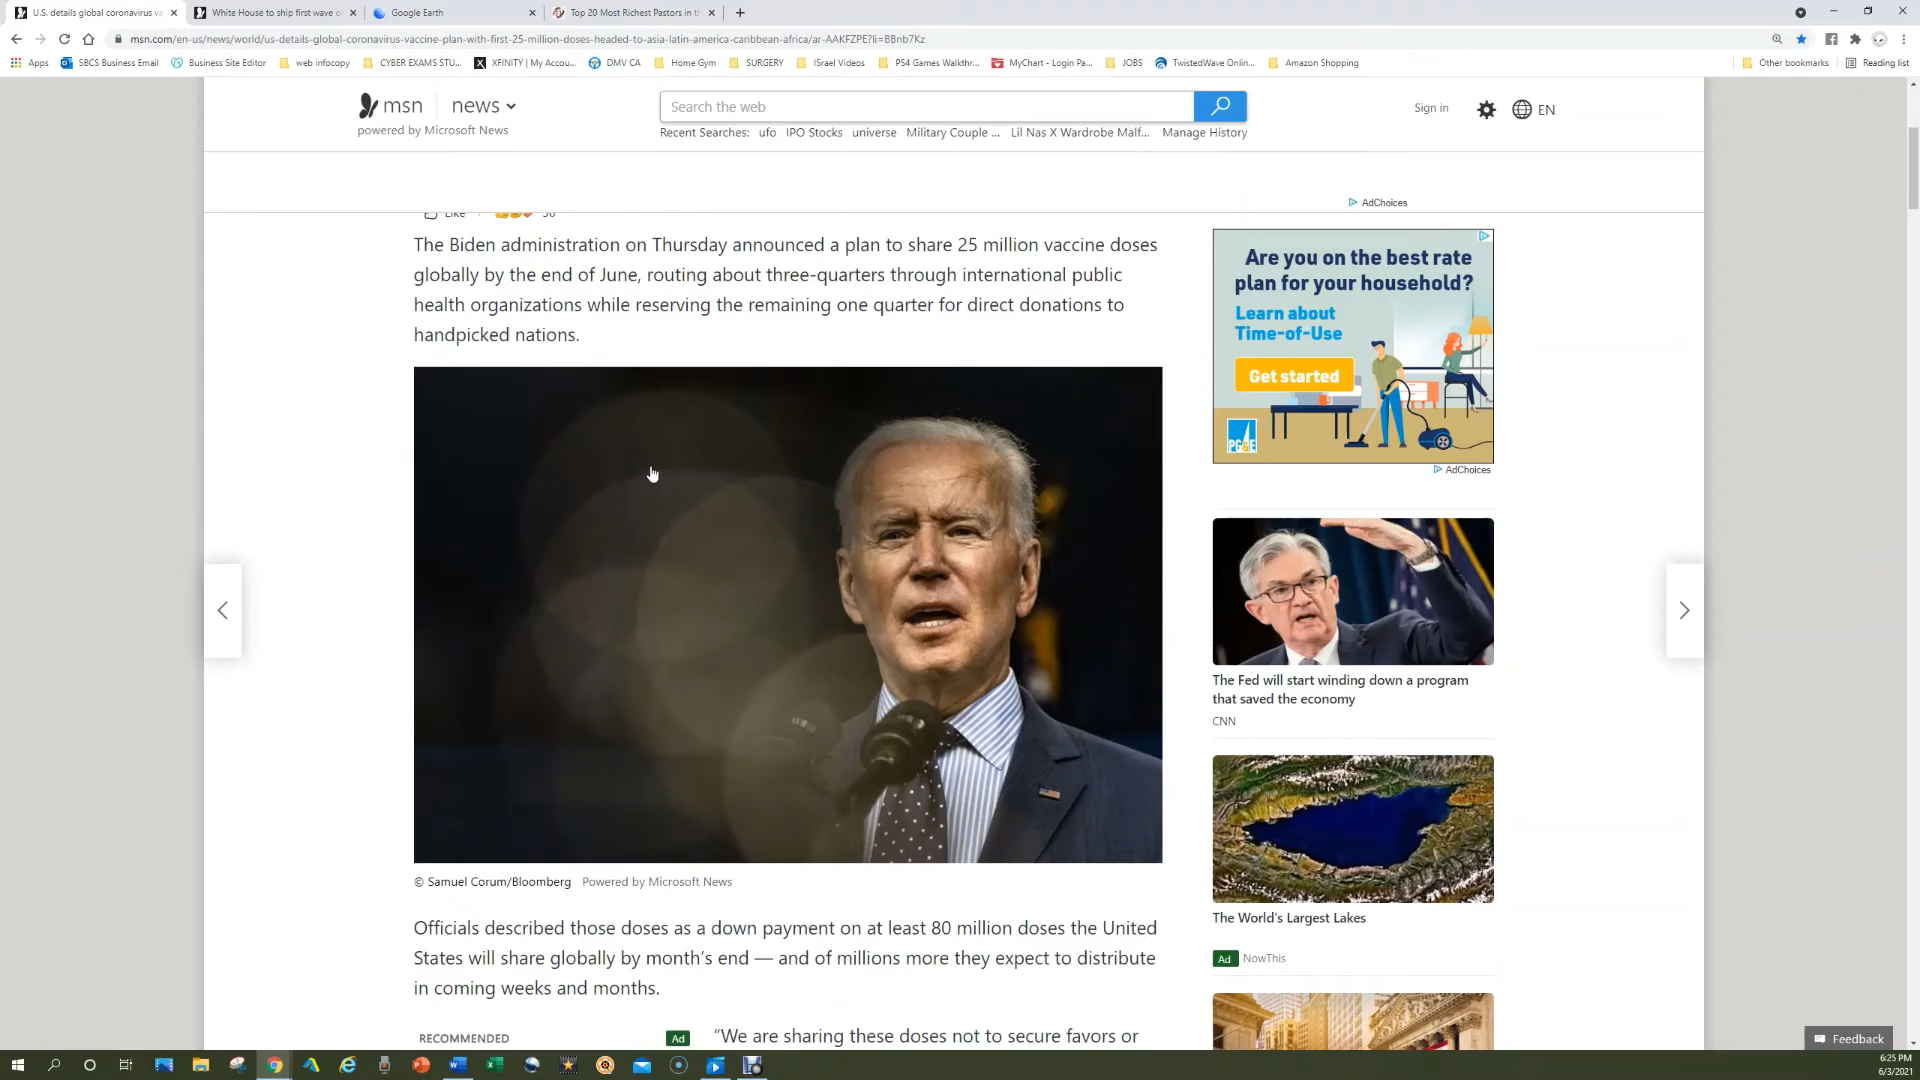 U.S. details global coronavirus va
White House to ship first wave o
Google Earth
Top 20 Most Richest Pastors in t
msn.com/en-us/news/world/us-details-global-coronavirus-vaccine-plan-with-first-25-million-doses-headed-to-asia-latin-america-caribbean-africa/ar-AAKFZPE?li=BBnb7Kz
Apps SBCS Business Email Business Site Editor web infocopy CYBER EXAMS STU... XFINITY | My Accou... DMV CA Home Gym SURGERY ISrael Videos PS4 Games Walkthr... MyChart - Login Pa... JOBS TwistedWave Onlin... Amazon Shopping Other bookmarks Reading list
msn news
powered by Microsoft News
Search the web
Sign in
EN
Recent Searches: ufo IPO Stocks universe Military Couple ... Lil Nas X Wardrobe Malf... Manage History
AdChoices
Like
The Biden administration on Thursday announced a plan to share 25 million vaccine doses
globally by the end of June, routing about three-quarters through international public
health organizations while reserving the remaining one quarter for direct donations to
handpicked nations.
© Samuel Corum/Bloomberg Powered by Microsoft News
Officials described those doses as a down payment on at least 80 million doses the United
States will share globally by month's end — and of millions more they expect to distribute
in coming weeks and months.
RECOMMENDED
Ad
“We are sharing these doses not to secure favors or
Are you on the best rate
plan for your household?
Learn about
Time-of-Use
Get started
PG&E
AdChoices
The Fed will start winding down a program
that saved the economy
CNN
The World's Largest Lakes
Ad NowThis
Feedback
6:25 PM
6/3/2021